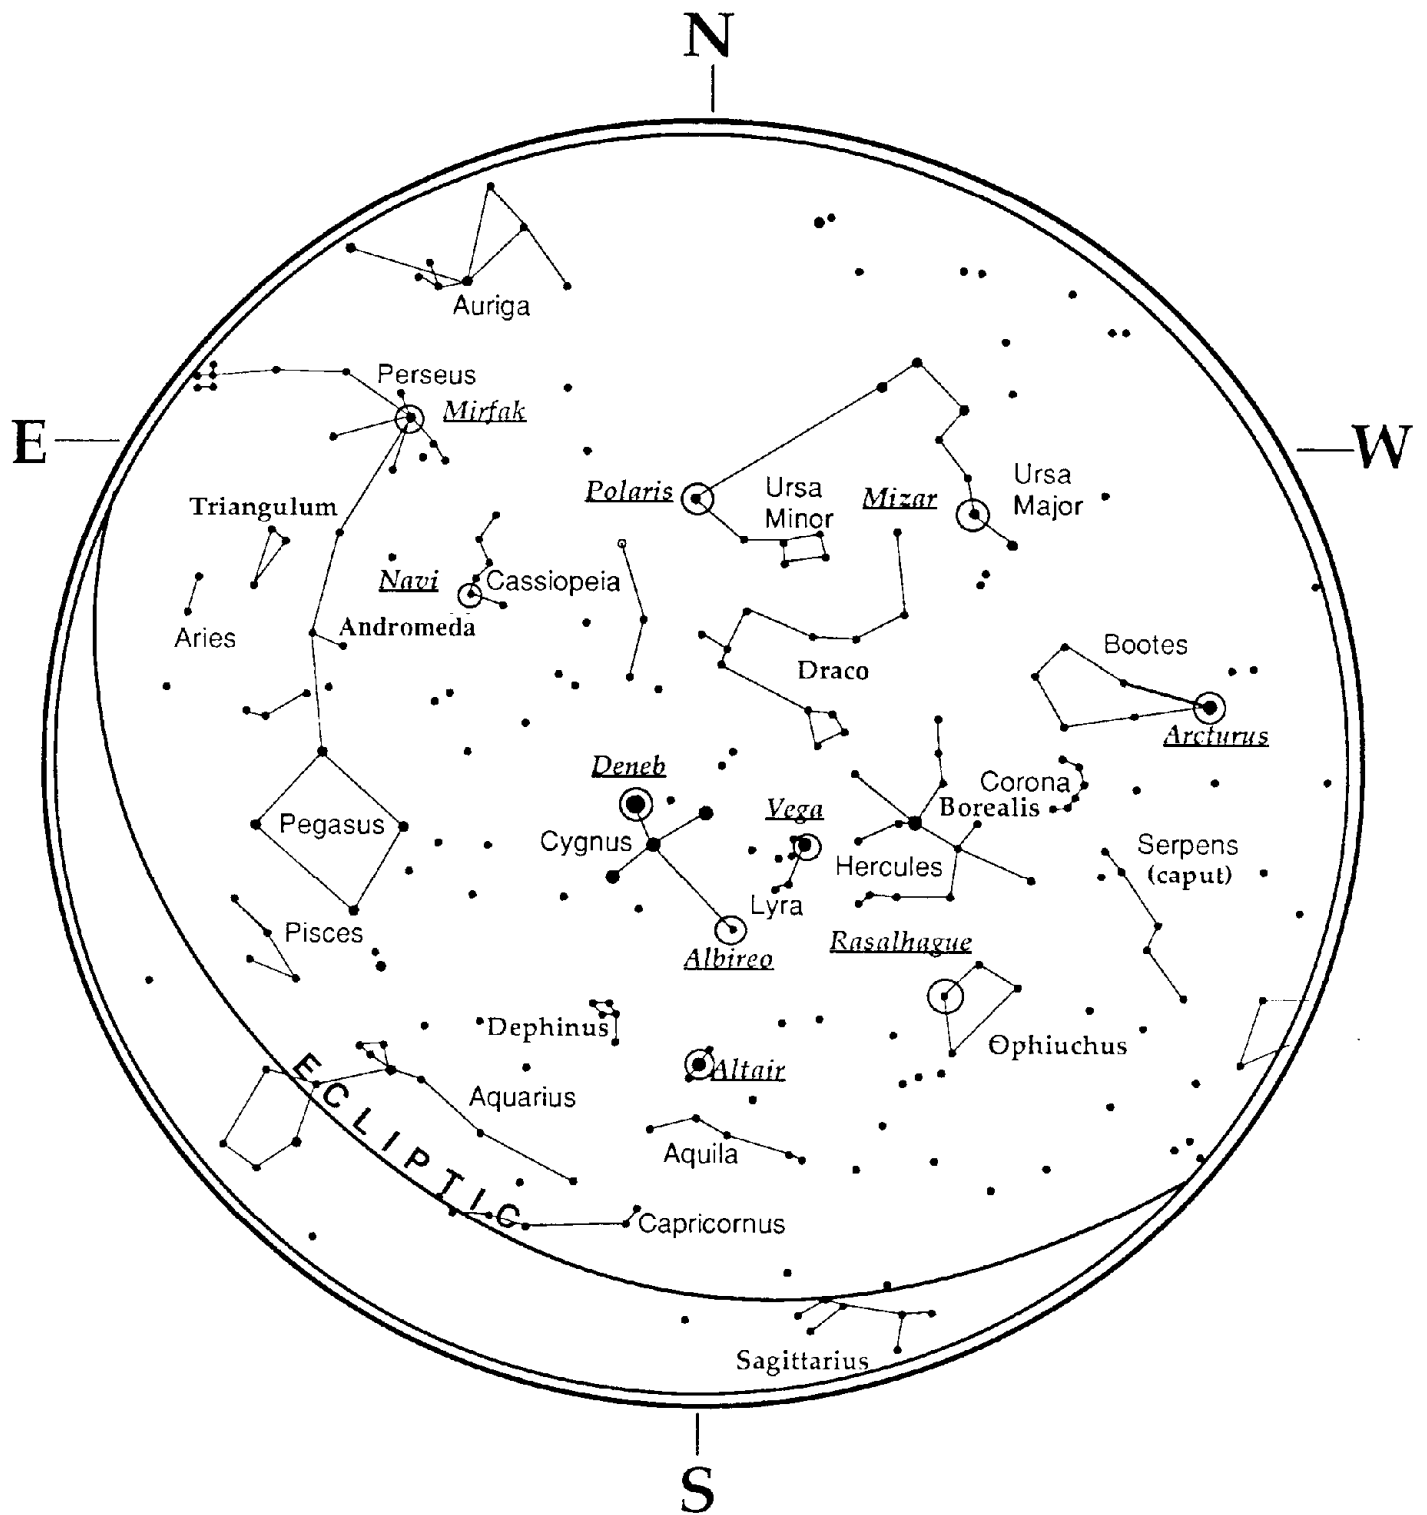 N
Auriga
Perseus
Mirfak
E
W
Polaris
Ursa
Minor
Mizar
Ursa
Major
Triangulum
Navi
Cassiopeia
Aries
Andromeda
Draco
Bootes
Arcturus
Deneb
Vega
Corona
Borealis
Pegasus
Cygnus
Hercules
Serpens
(caput)
Lyra
Pisces
Albireo
Rasalhague
Dephinus
Ophiuchus
Altair
ECLIPTIC
Aquarius
Aquila
Capricornus
Sagittarius
S